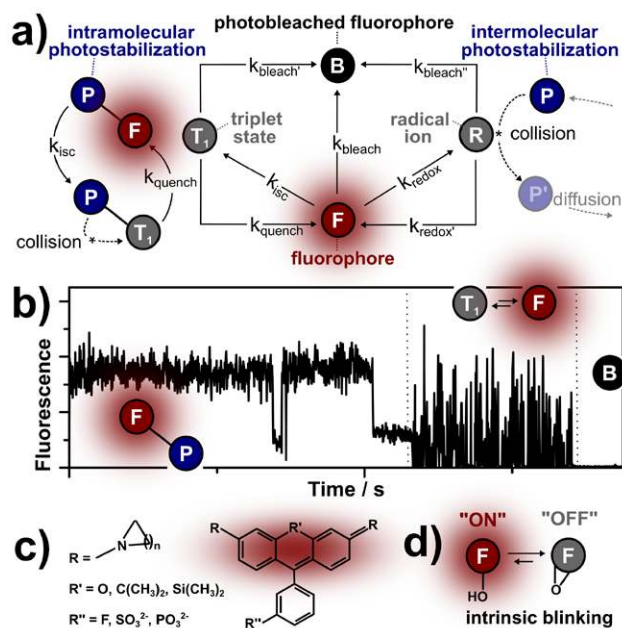 a)
photobleached fluorophore
intramolecular
photostabilization
intermolecular
photostabilization
P
F
k_isc
k_quench
P
T₁
collision
*
B
k_bleach'
k_bleach''
T₁
triplet
state
radical
ion
R
*
collision
P
P'
diffusion
k_bleach
k_isc
k_redox
F
k_quench
k_redox'
fluorophore
b)
Fluorescence
F
P
T₁
F
B
Time / s
c)
R =
N
n
R' = O, C(CH₃)₂, Si(CH₃)₂
R'' = F, SO₃²⁻, PO₃²⁻
R
R'
R
R''
d)
"ON"
"OFF"
F
HO
F
O
intrinsic blinking